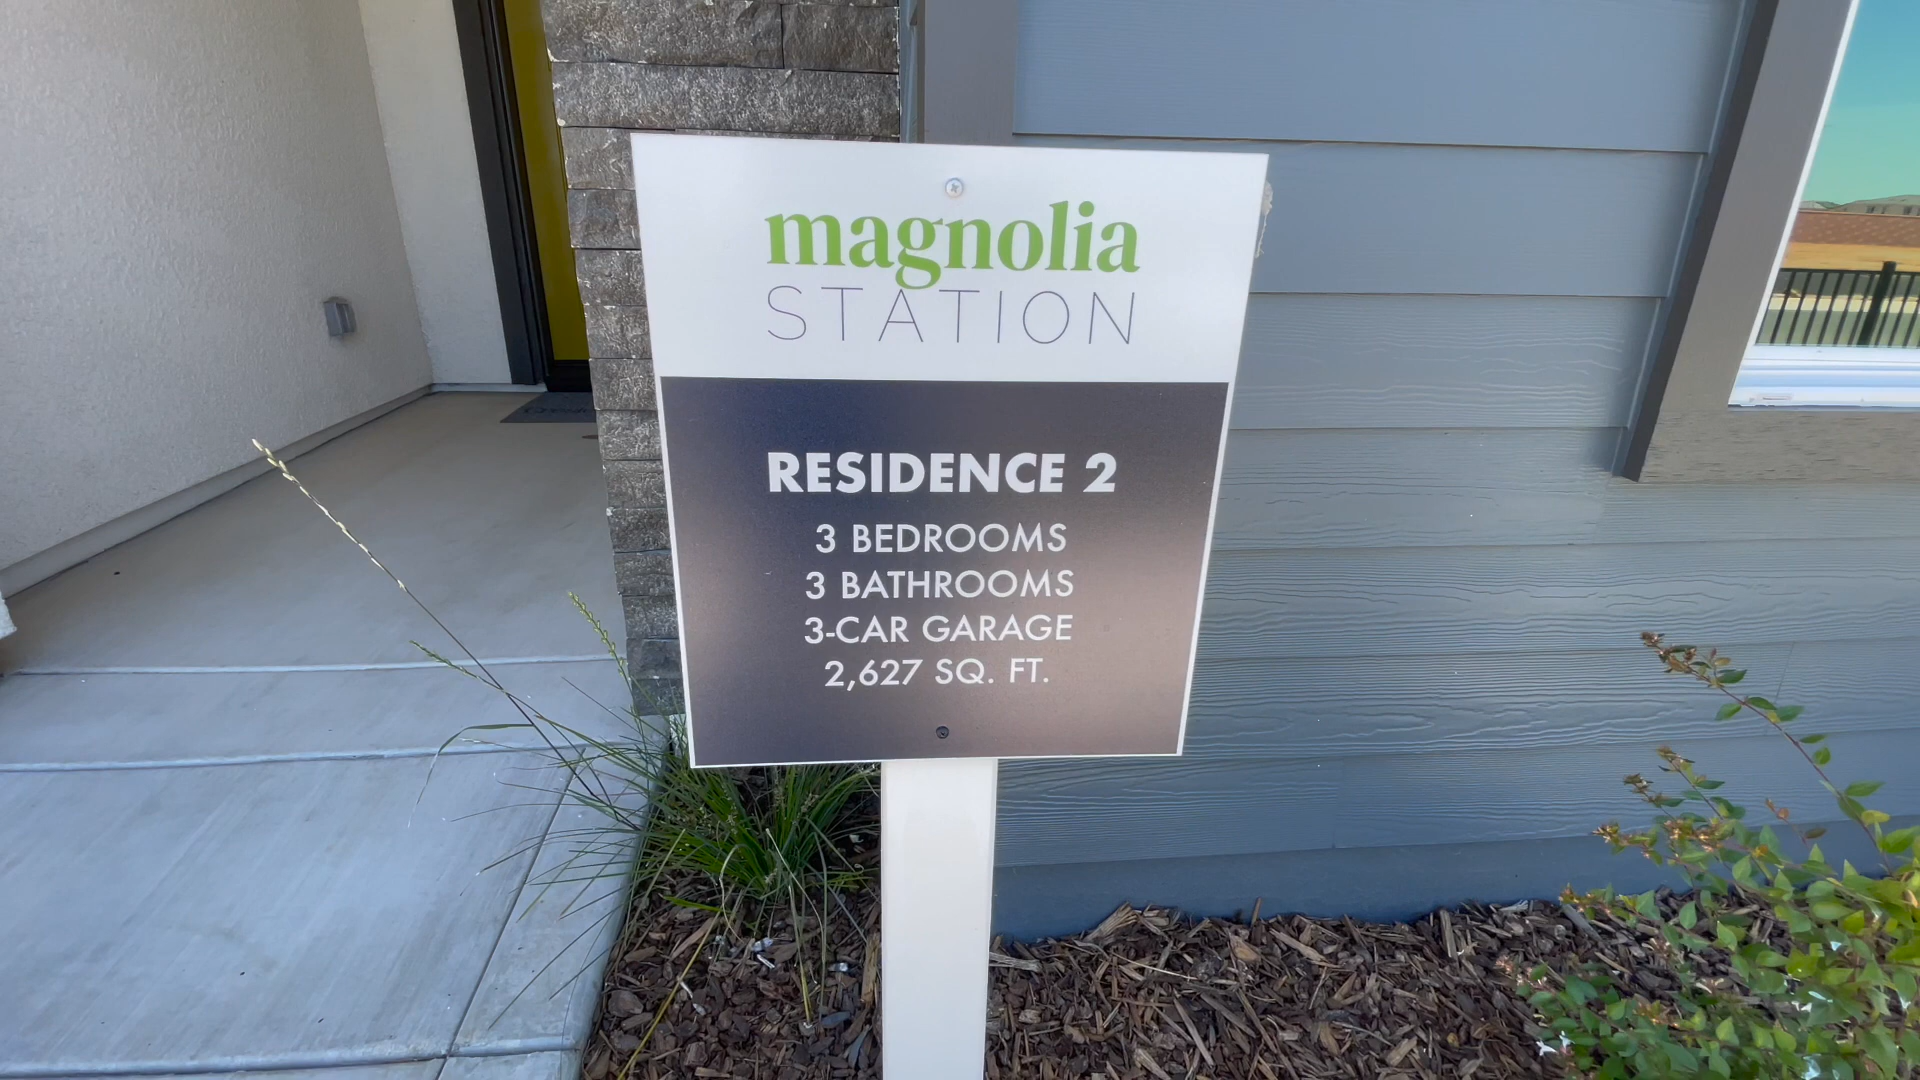 magnolia
STATION
RESIDENCE 2
3 BEDROOMS
3 BATHROOMS
3-CAR GARAGE
2,627 SQ. FT.